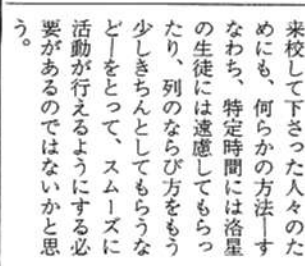 来校して下さった人々のた
めにも、何らかの方法―す
なわち、特定時間には洛星
の生徒には遠慮してもらっ
たり、列のならび方をもう
少しきちんとしてもらうな
ど―をとって、スムーズに
活動が行えるようにする必
要があるのではないかと思
う。